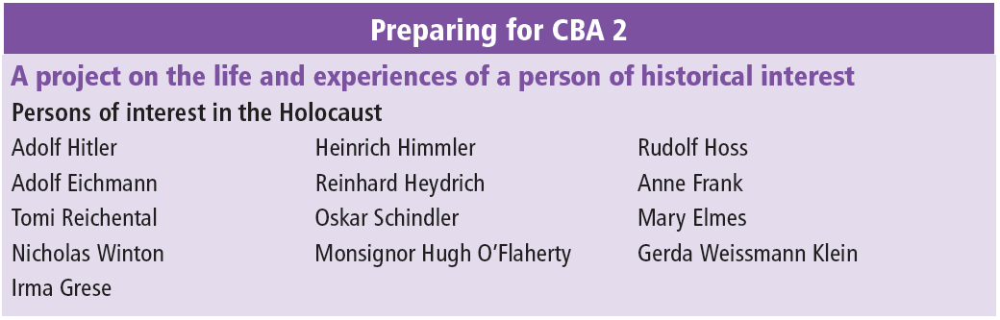 Preparing for CBA 2
A project on the life and experiences of a person of historical interest
Persons of interest in the Holocaust
Adolf Hitler Heinrich Himmler Rudolf Hoss
Adolf Eichmann Reinhard Heydrich Anne Frank
Tomi Reichental Oskar Schindler Mary Elmes
Nicholas Winton Monsignor Hugh O’Flaherty Gerda Weissmann Klein
Irma Grese